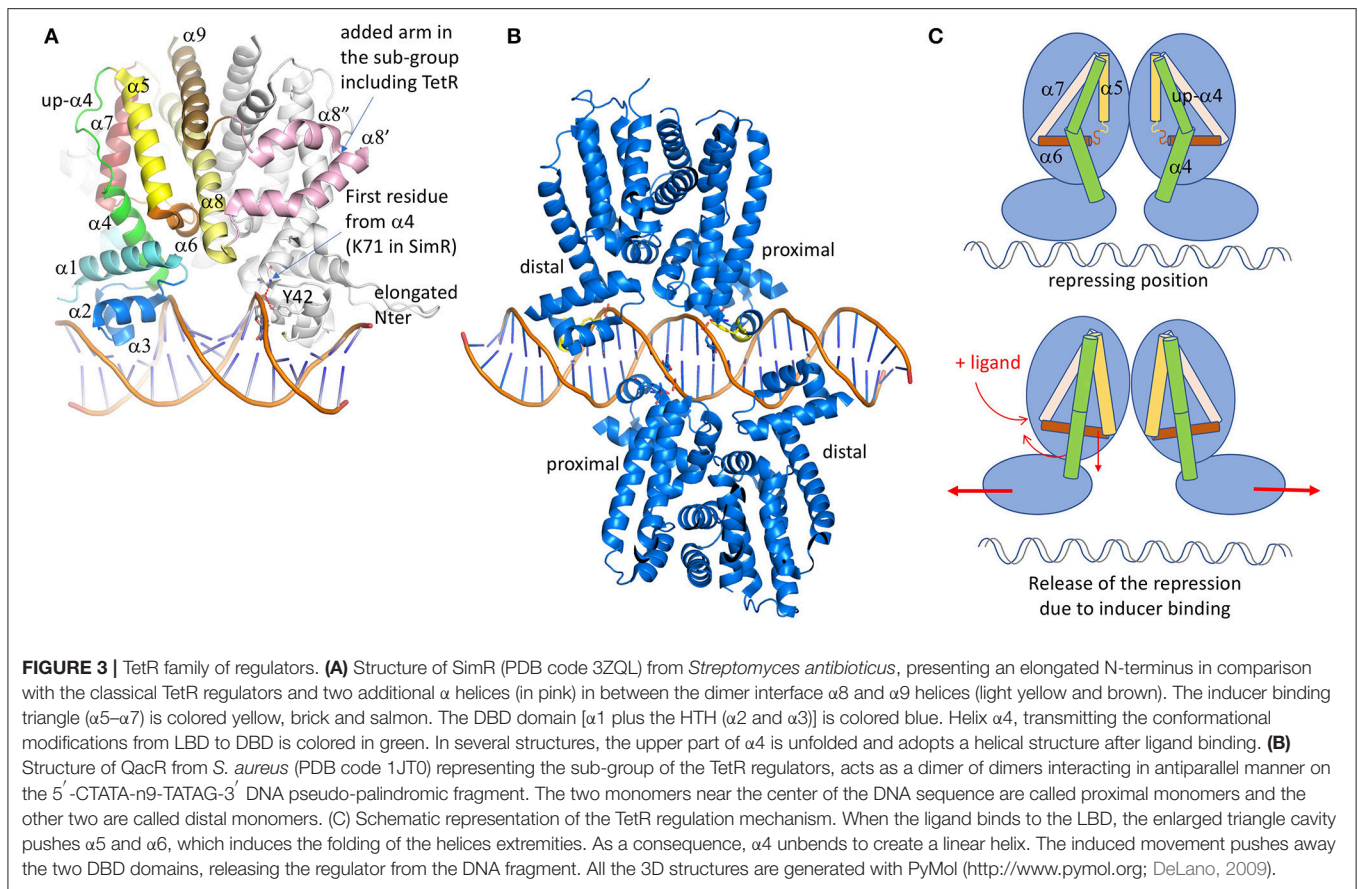 A
α9
added arm in
the sub-group
including TetR
up-α4
α5
α7
α8″
α8′
α4
α8
First residue
from α4
(K71 in SimR)
α6
α1
Y42
elongated
Nter
α2
α3
B
distal
proximal
proximal
distal
C
α7
α5
up-α4
α6
α4
repressing position
+ ligand
Release of the repression
due to inducer binding
FIGURE 3 | TetR family of regulators. (A) Structure of SimR (PDB code 3ZQL) from Streptomyces antibioticus, presenting an elongated N-terminus in comparison
with the classical TetR regulators and two additional α helices (in pink) in between the dimer interface α8 and α9 helices (light yellow and brown). The inducer binding
triangle (α5–α7) is colored yellow, brick and salmon. The DBD domain [α1 plus the HTH (α2 and α3)] is colored blue. Helix α4, transmitting the conformational
modifications from LBD to DBD is colored in green. In several structures, the upper part of α4 is unfolded and adopts a helical structure after ligand binding. (B)
Structure of QacR from S. aureus (PDB code 1JT0) representing the sub-group of the TetR regulators, acts as a dimer of dimers interacting in antiparallel manner on
the 5′-CTATA-n9-TATAG-3′ DNA pseudo-palindromic fragment. The two monomers near the center of the DNA sequence are called proximal monomers and the
other two are called distal monomers. (C) Schematic representation of the TetR regulation mechanism. When the ligand binds to the LBD, the enlarged triangle cavity
pushes α5 and α6, which induces the folding of the helices extremities. As a consequence, α4 unbends to create a linear helix. The induced movement pushes away
the two DBD domains, releasing the regulator from the DNA fragment. All the 3D structures are generated with PyMol (http://www.pymol.org; DeLano, 2009).